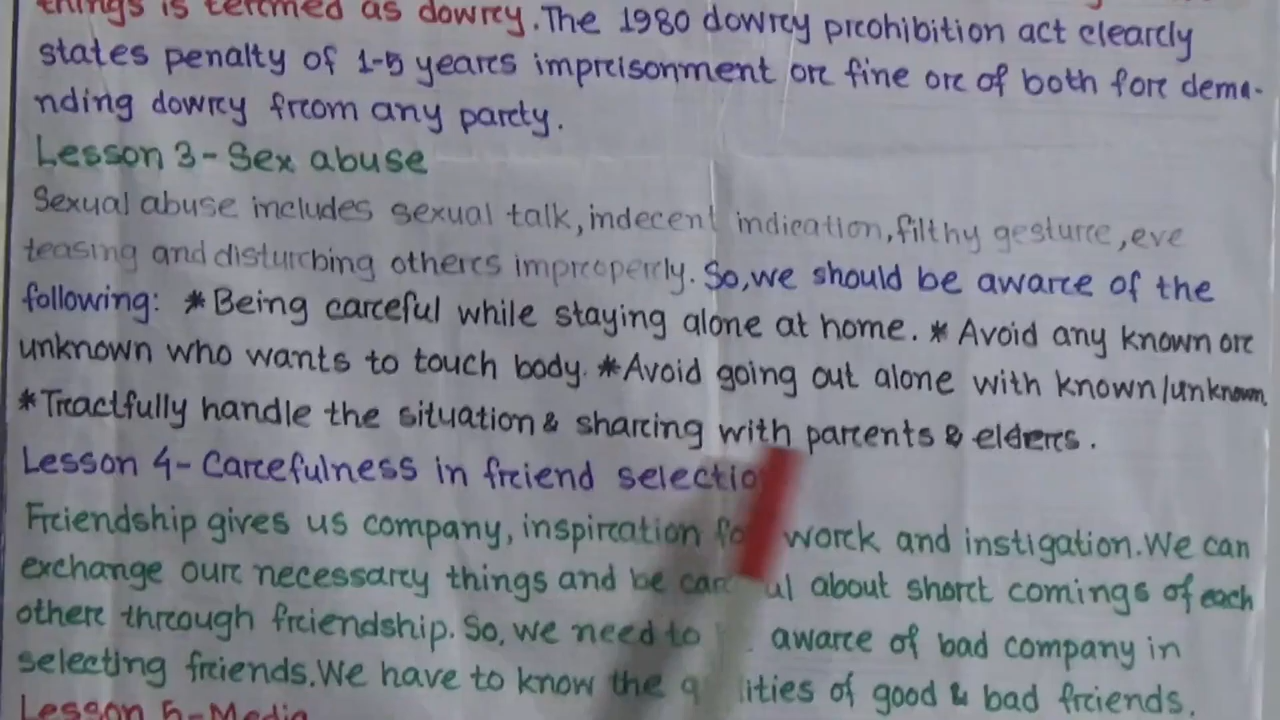 things is termed as dowry. The 1980 dowry prohibition act clearly
states penalty of 1-5 years imprisonment or fine or of both for dema-
nding dowry from any party.
Lesson 3 - Sex abuse
Sexual abuse includes sexual talk, indecent indication, filthy gesture, eve
teasing and disturbing others improperly. So, we should be aware of the
following: * Being careful while staying alone at home. * Avoid any known or
unknown who wants to touch body. * Avoid going out alone with known/unknown.
* Tractfully handle the situation & sharing with parents & elders.
Lesson 4 - Carefulness in friend selectio
Friendship gives us company, inspiration fo work and instigation. We can
exchange our necessary things and be car ul about short comings of each
other through friendship. So, we need to aware of bad company in
selecting friends. We have to know the q lities of good & bad friends.
Lesson 5 - Media